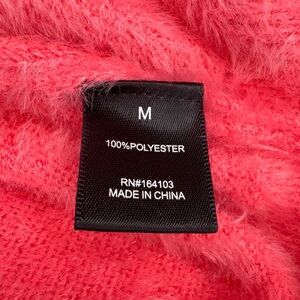 M
100%POLYESTER
RN#164103
MADE IN CHINA